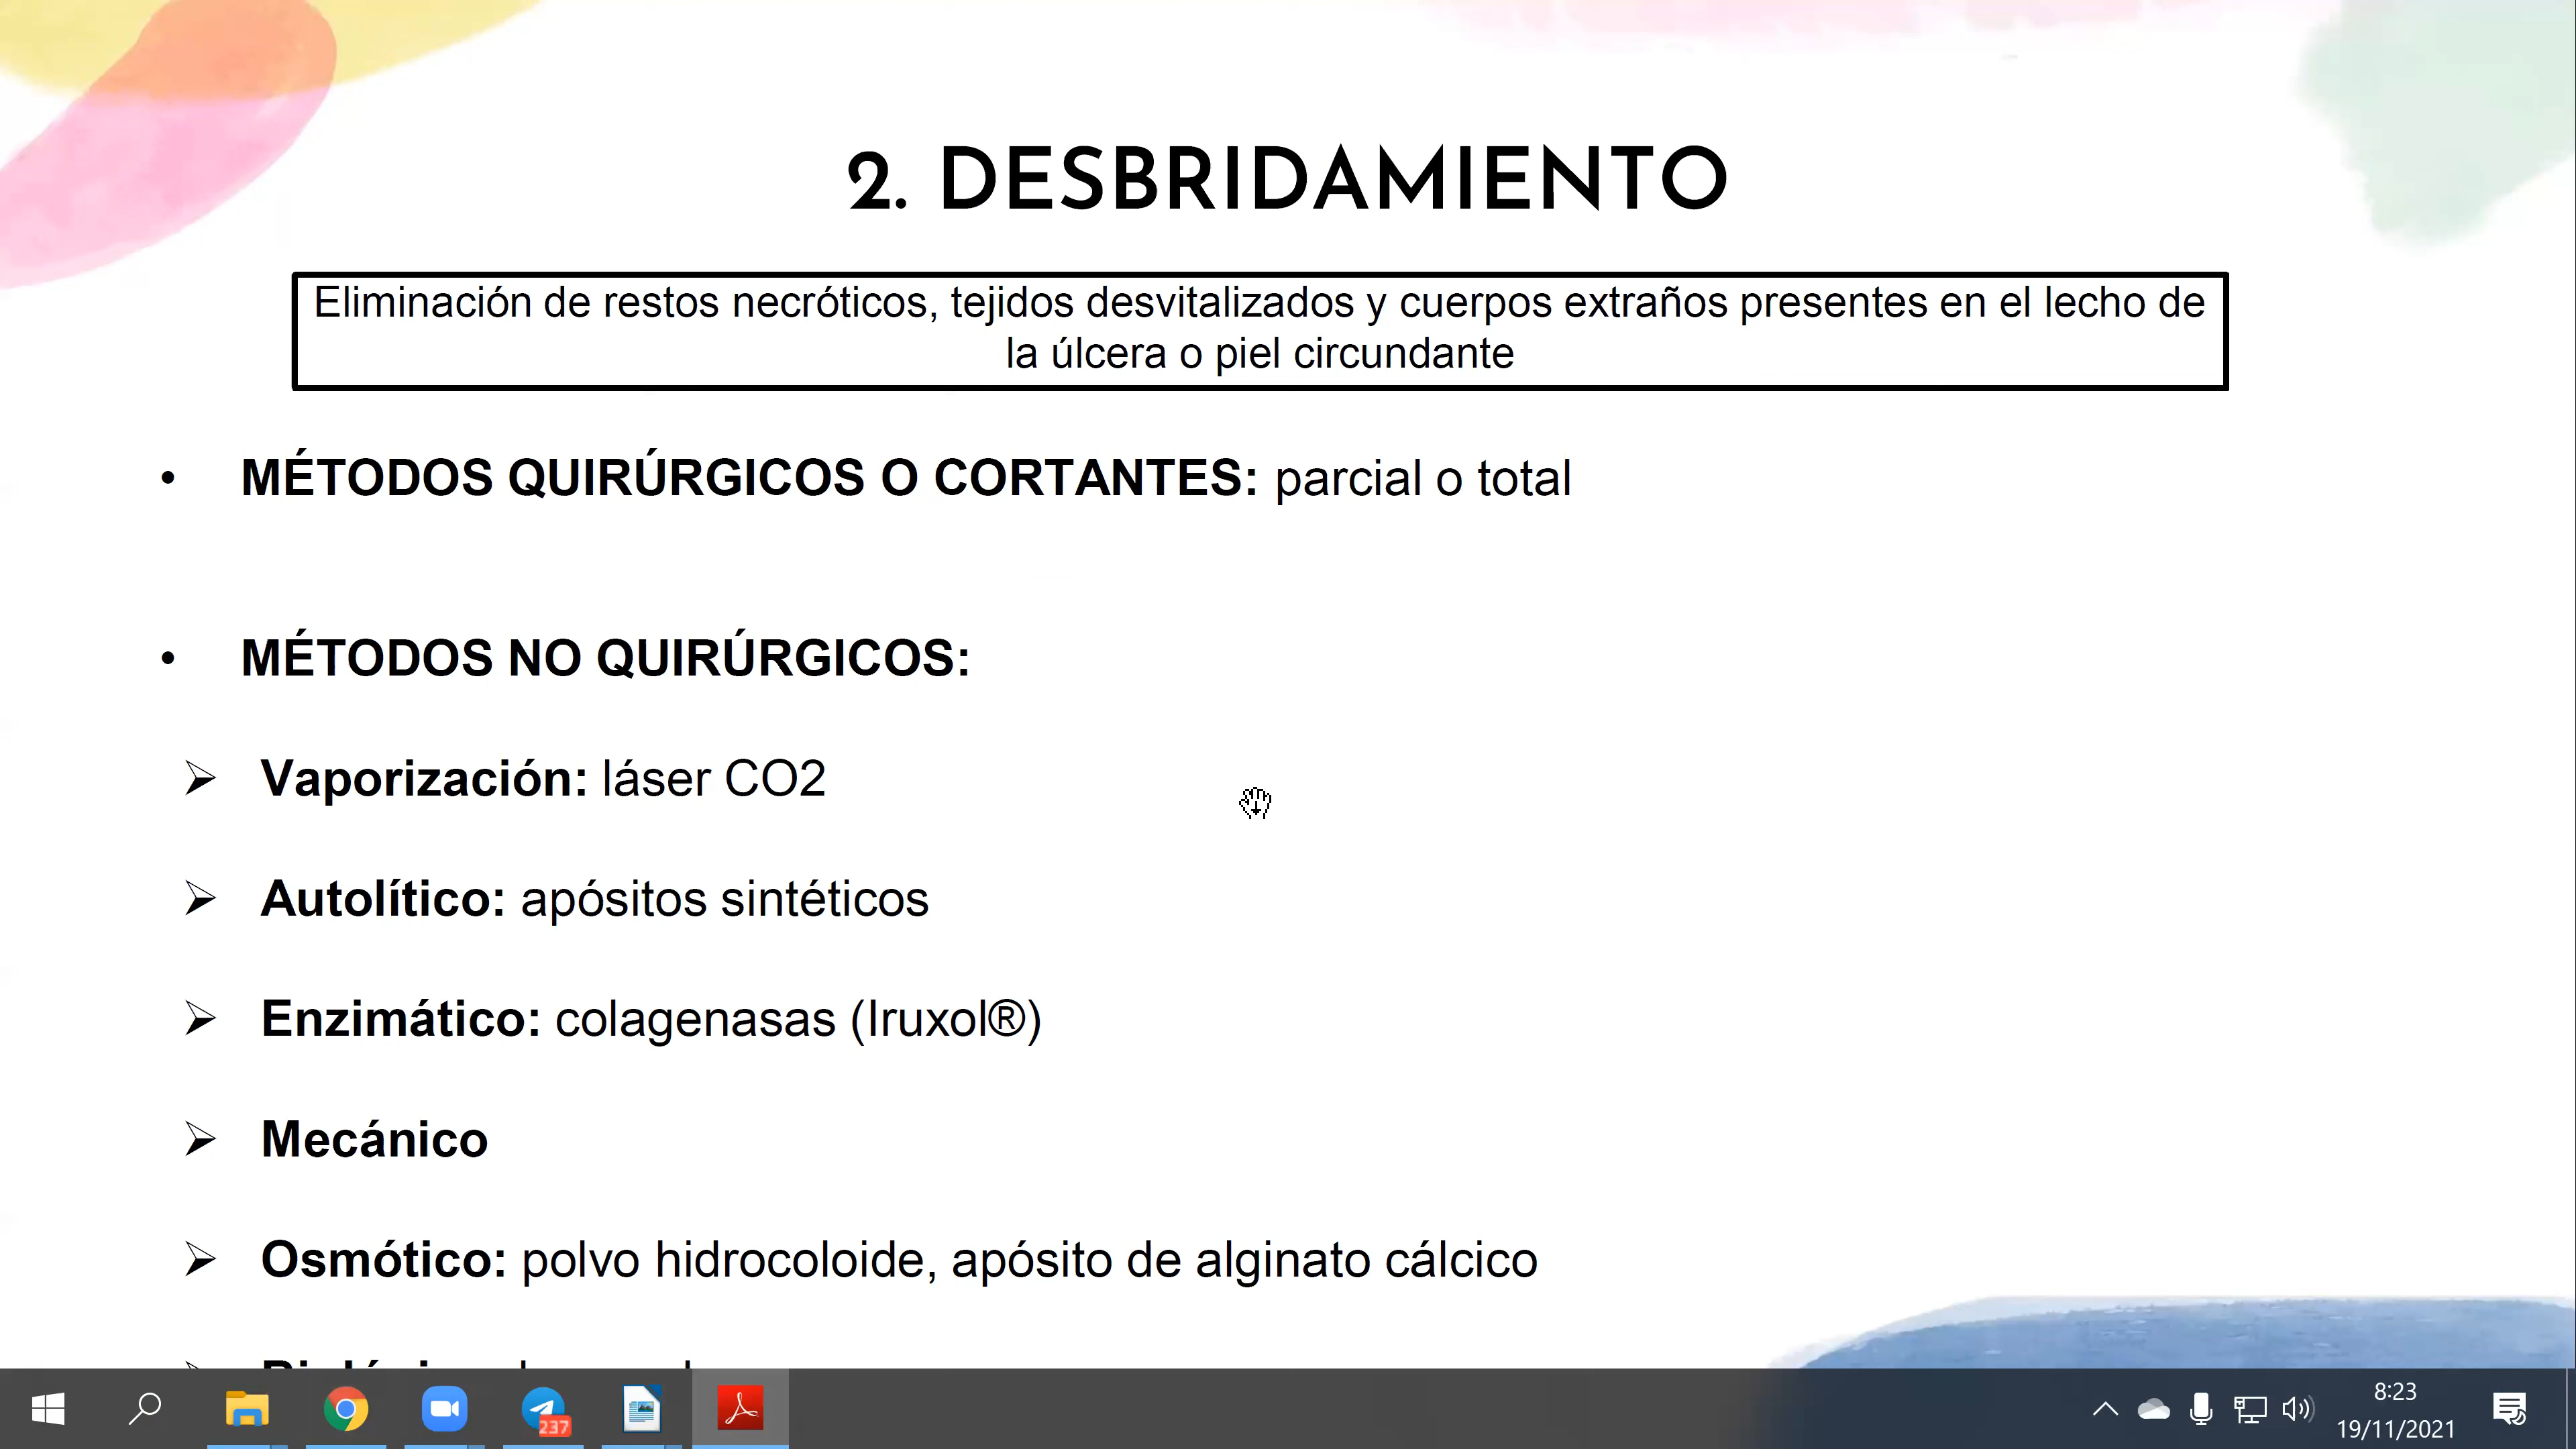 2. DESBRIDAMIENTO
Eliminación de restos necróticos, tejidos desvitalizados y cuerpos extraños presentes en el lecho de
la úlcera o piel circundante
• MÉTODOS QUIRÚRGICOS O CORTANTES: parcial o total
• MÉTODOS NO QUIRÚRGICOS:
➢ Vaporización: láser CO2
➢ Autolítico: apósitos sintéticos
➢ Enzimático: colagenasas (Iruxol®)
➢ Mecánico
➢ Osmótico: polvo hidrocoloide, apósito de alginato cálcico
237
8:23
19/11/2021